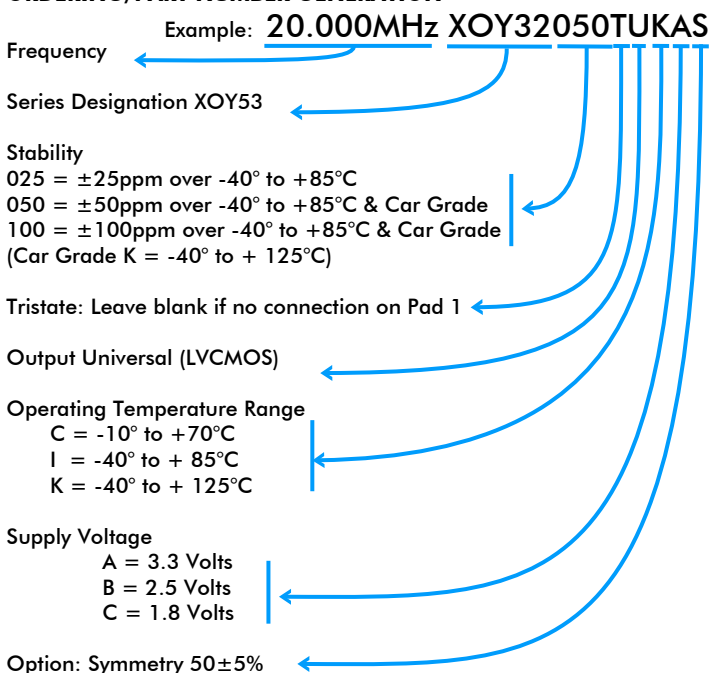 Example: 20.000MHz XOY32050TUKAS
Frequency
Series Designation XOY53
Stability
025 = ±25ppm over -40° to +85°C
050 = ±50ppm over -40° to +85°C & Car Grade
100 = ±100ppm over -40° to +85°C & Car Grade
(Car Grade K = -40° to + 125°C)
Tristate: Leave blank if no connection on Pad 1
Output Universal (LVCMOS)
Operating Temperature Range
C = -10° to +70°C
I = -40° to + 85°C
K = -40° to + 125°C
Supply Voltage
A = 3.3 Volts
B = 2.5 Volts
C = 1.8 Volts
Option: Symmetry 50±5%